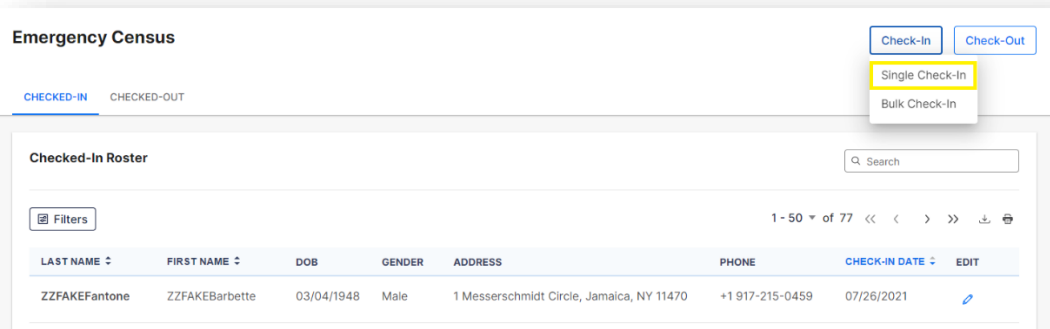 Emergency Census
Check-In Check-Out
Single Check-In
Bulk Check-In
CHECKED-IN CHECKED-OUT
Checked-In Roster
Search
Filters
1 - 50 of 77
LAST NAME FIRST NAME DOB GENDER ADDRESS PHONE CHECK-IN DATE EDIT
ZZFAKEFantone ZZFAKEBarbette 03/04/1948 Male 1 Messerschmidt Circle, Jamaica, NY 11470 +1 917-215-0459 07/26/2021